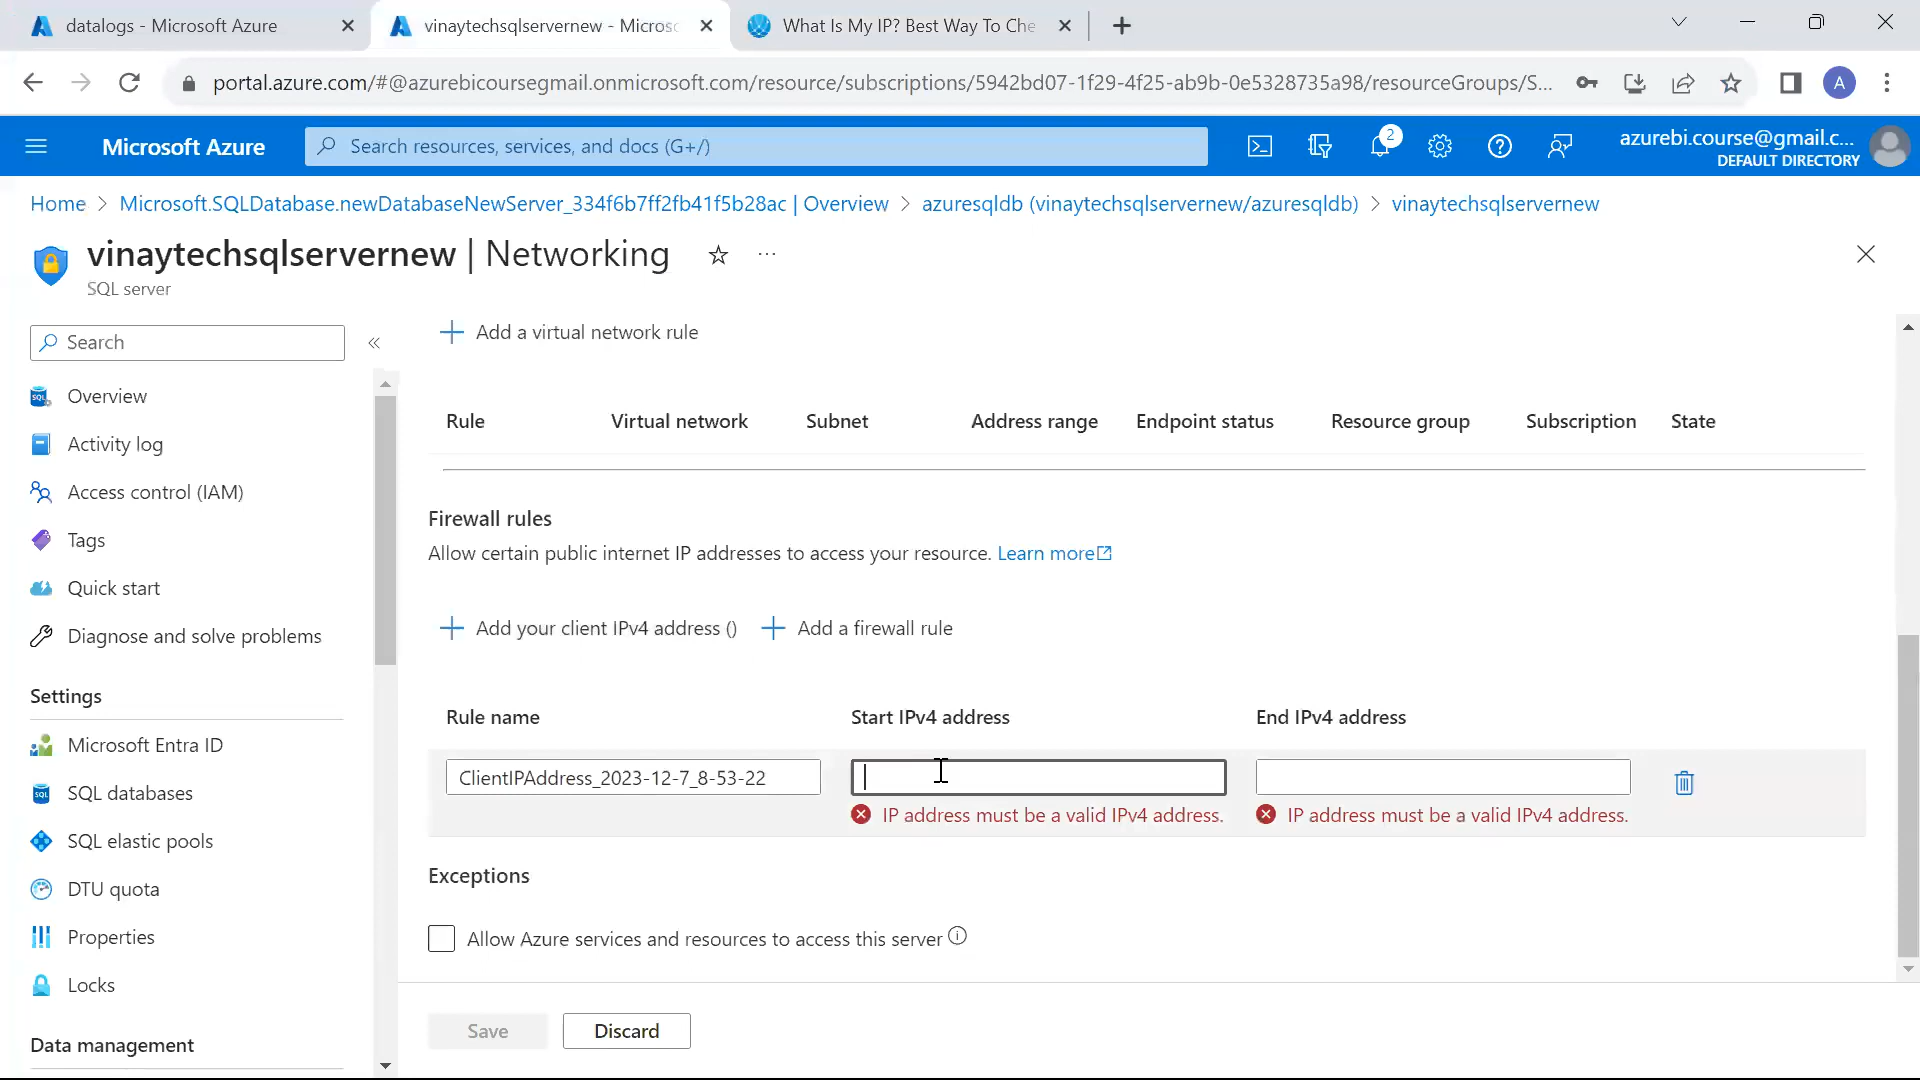 datalogs - Microsoft Azure
vinaytechsqlservernew - Micros
What Is My IP? Best Way To Che
portal.azure.com/#@azurebicoursegmail.onmicrosoft.com/resource/subscriptions/5942bd07-1f29-4f25-ab9b-0e5328735a98/resourceGroups/S...
A
Microsoft Azure
Search resources, services, and docs (G+/)
2
azurebi.course@gmail.c...
DEFAULT DIRECTORY
Home > Microsoft.SQLDatabase.newDatabaseNewServer_334f6b7ff2fb41f5b28ac | Overview > azuresqldb (vinaytechsqlservernew/azuresqldb) > vinaytechsqlservernew
vinaytechsqlservernew | Networking
SQL server
Search
Overview
Activity log
Access control (IAM)
Tags
Quick start
Diagnose and solve problems
Settings
Microsoft Entra ID
SQL databases
SQL elastic pools
DTU quota
Properties
Locks
Data management
Add a virtual network rule
Rule Virtual network Subnet Address range Endpoint status Resource group Subscription State
Firewall rules
Allow certain public internet IP addresses to access your resource. Learn more
Add your client IPv4 address () Add a firewall rule
Rule name Start IPv4 address End IPv4 address
ClientIPAddress_2023-12-7_8-53-22
IP address must be a valid IPv4 address. IP address must be a valid IPv4 address.
Exceptions
Allow Azure services and resources to access this server
Save Discard